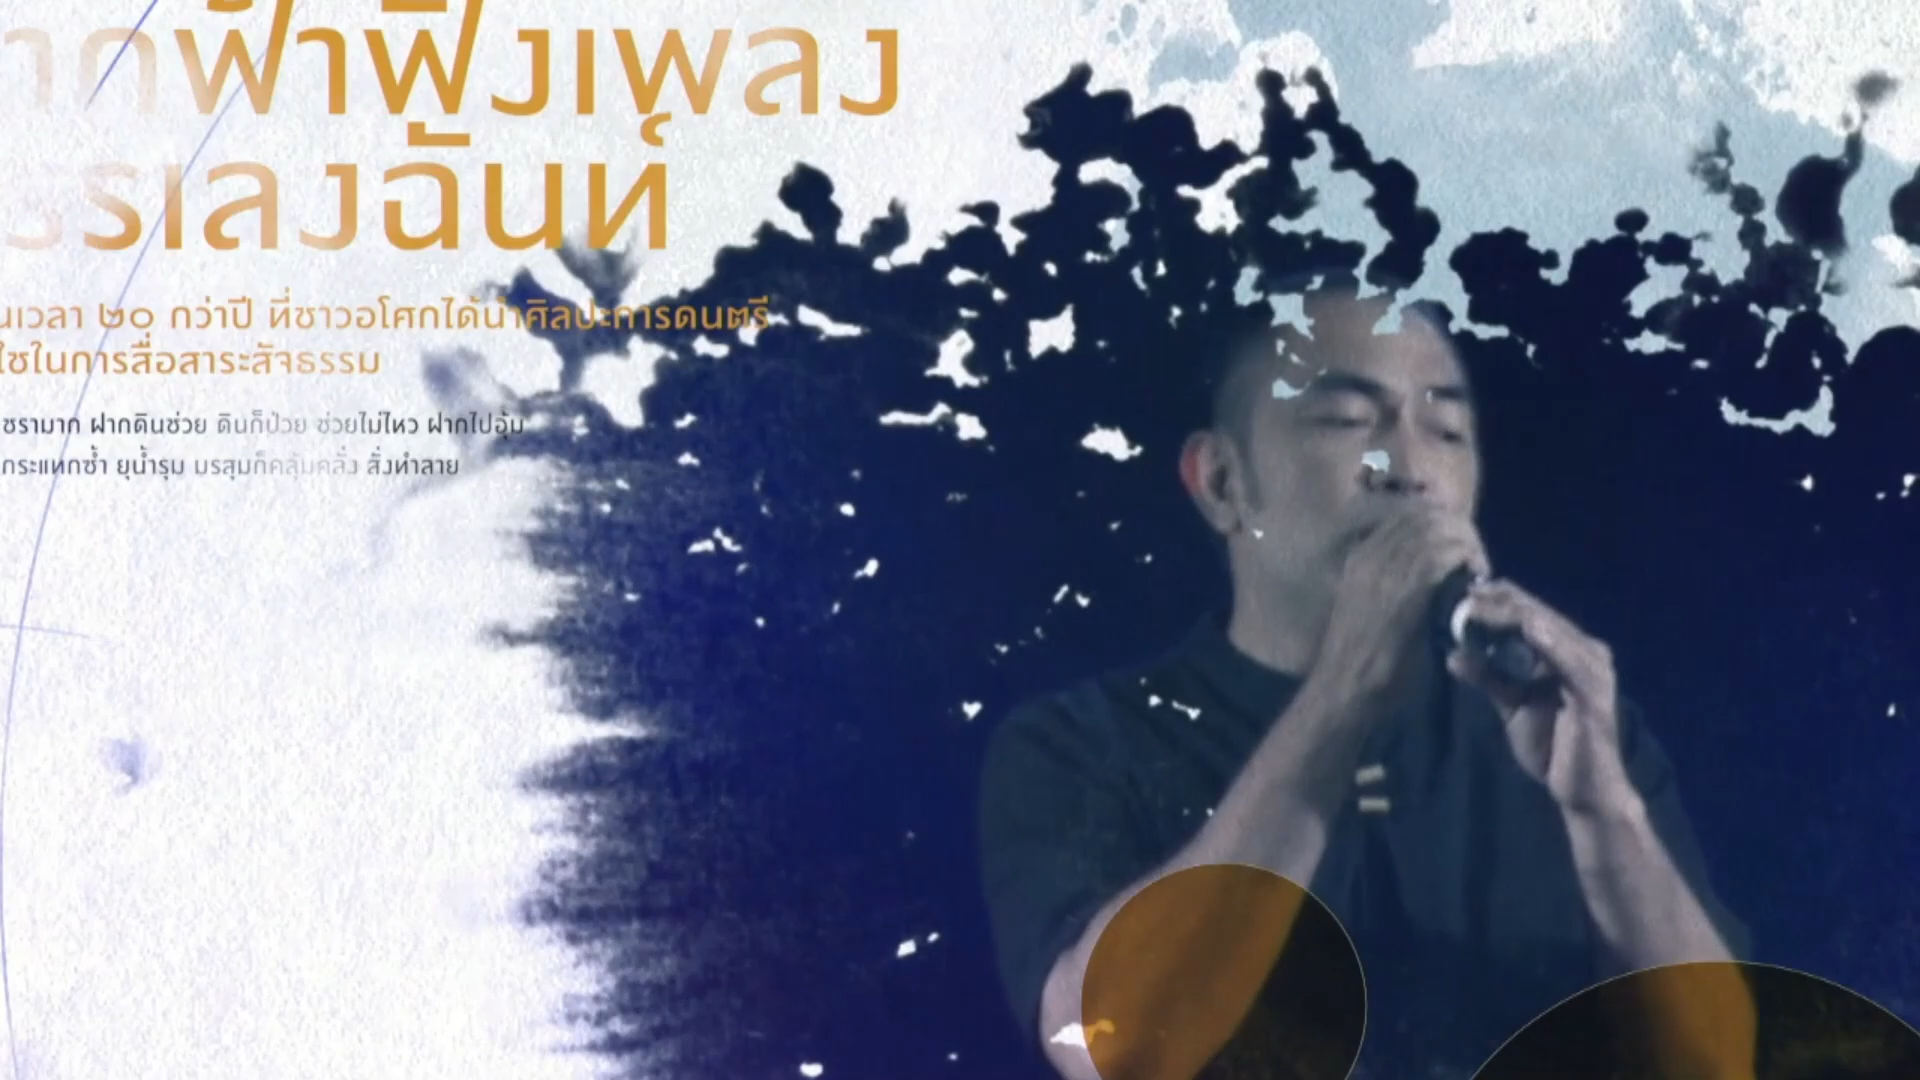 ากฟ้าฟังเพลง
รรเลงฉันท์
นเวลา ๒๐ กว่าปี ที่ชาวอโศกได้นำศิลปะการดนตรี
ใช้ในการสื่อสาระสัจธรรม
ชรามาก ฝากดินช่วย ดินก็ป่วย ช่วยไม่ไหว ฝากไปอุ้ม
กระแทกซ้ำ ยุน้ำรุม มรสุมก็คลุ้มคลั่ง สั่งทำลาย